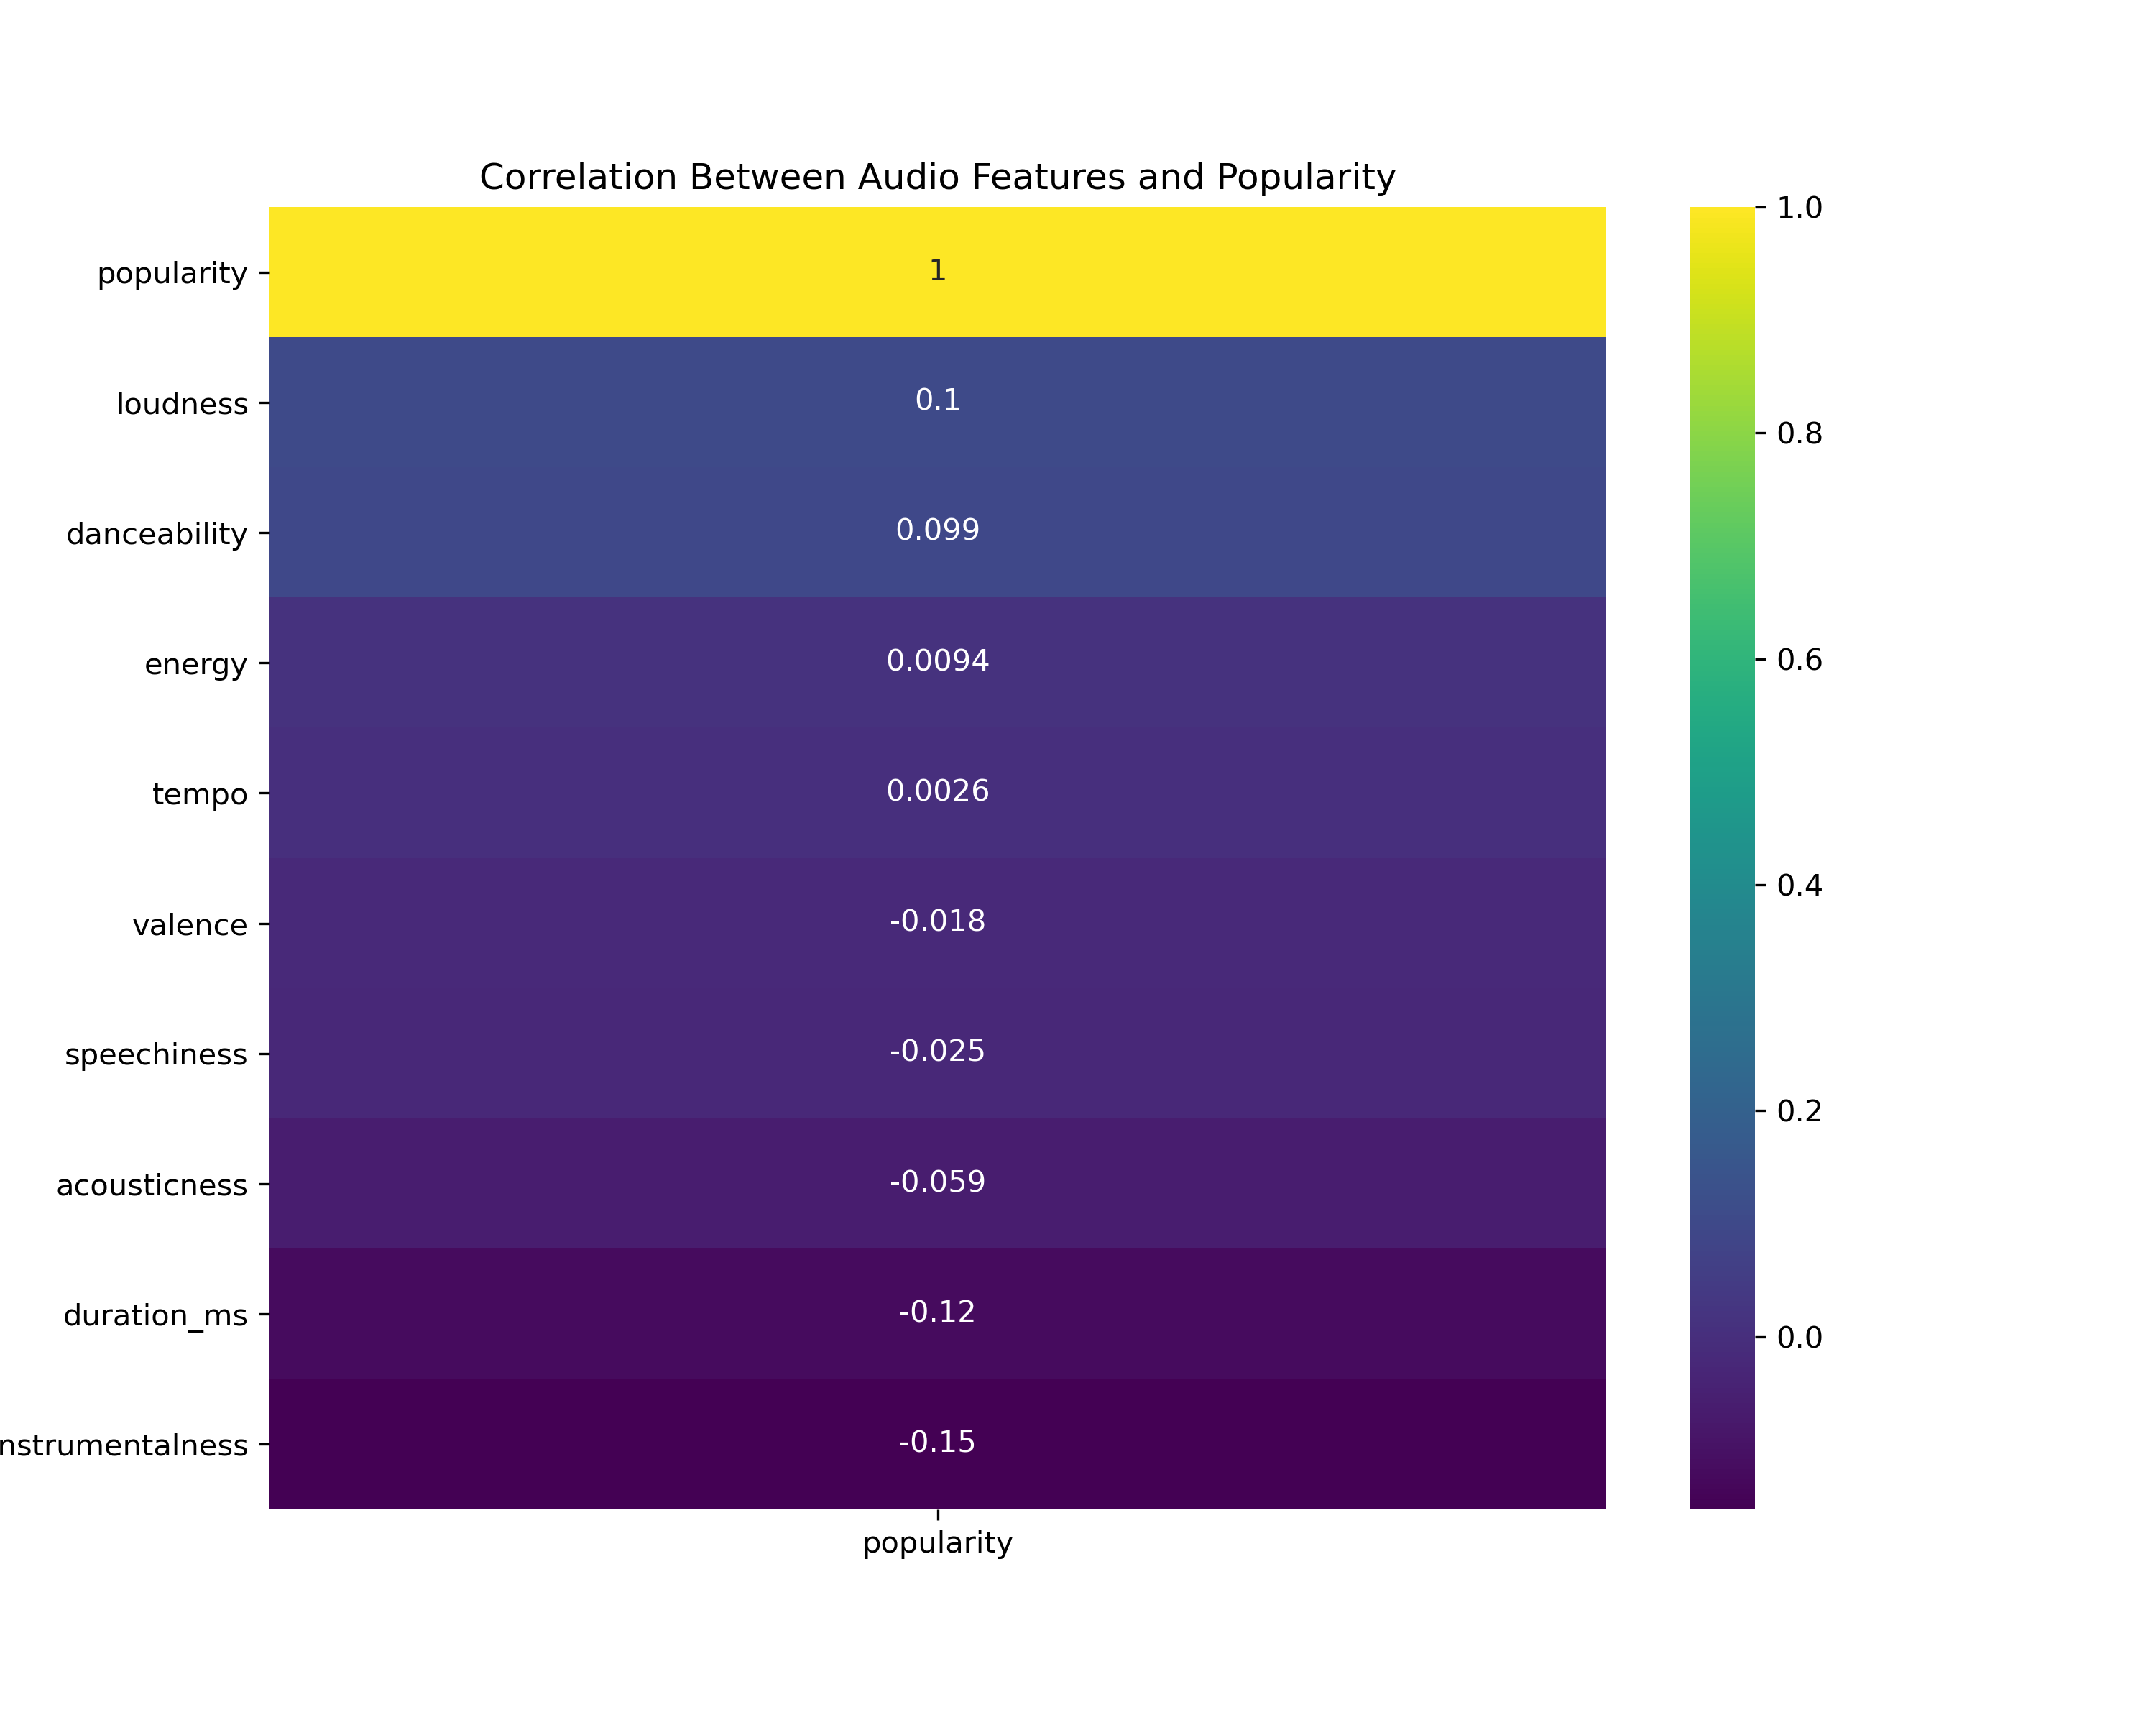 Correlation Between Audio Features and Popularity
popularity
1
1.0
loudness
0.1
0.8
danceability
0.099
energy
0.0094
0.6
tempo
0.0026
valence
-0.018
0.4
speechiness
-0.025
0.2
acousticness
-0.059
duration_ms
-0.12
0.0
nstrumentalness
-0.15
popularity